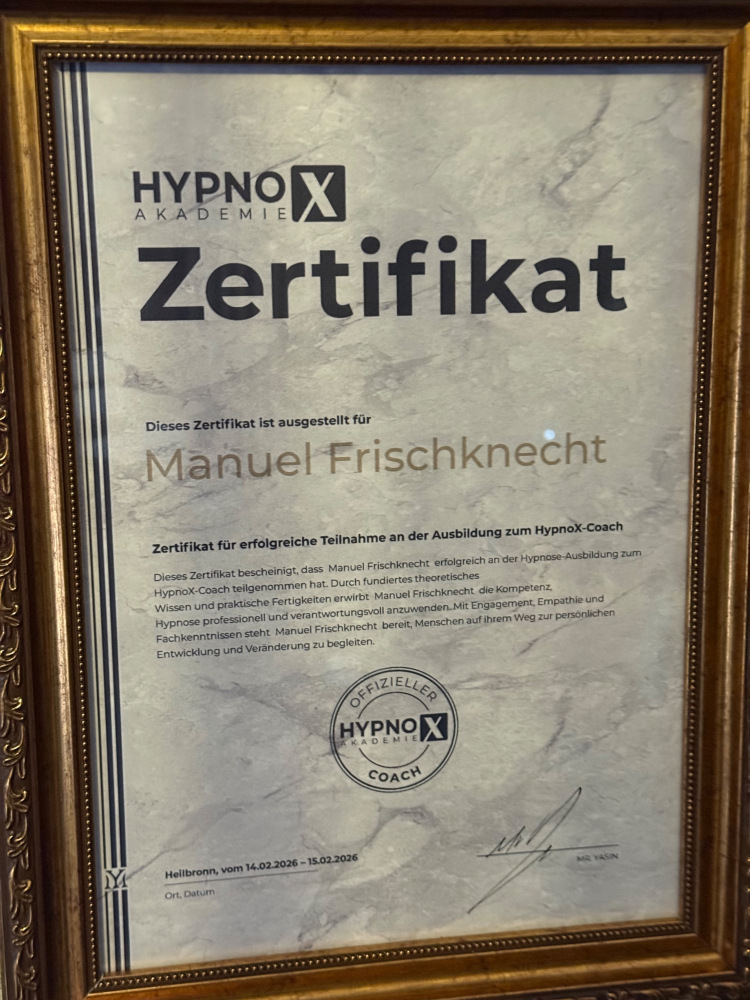 HYPNOX
AKADEMIE
Zertifikat
Dieses Zertifikat ist ausgestellt für
Manuel Frischknecht
Zertifikat für erfolgreiche Teilnahme an der Ausbildung zum HypnoX-Coach
Dieses Zertifikat bescheinigt, dass Manuel Frischknecht erfolgreich an der Hypnose-Ausbildung zum
HypnoX-Coach teilgenommen hat. Durch fundiertes theoretisches
Wissen und praktische Fertigkeiten erwirbt Manuel Frischknecht die Kompetenz,
Hypnose professionell und verantwortungsvoll anzuwenden. Mit Engagement, Empathie und
Fachkenntnissen steht Manuel Frischknecht bereit, Menschen auf ihrem Weg zur persönlichen
Entwicklung und Veränderung zu begleiten.
OFFIZIELLER
HYPNOX
AKADEMIE
COACH
Heilbronn, vom 14.02.2026 – 15.02.2026
Ort, Datum
MR. YASIN